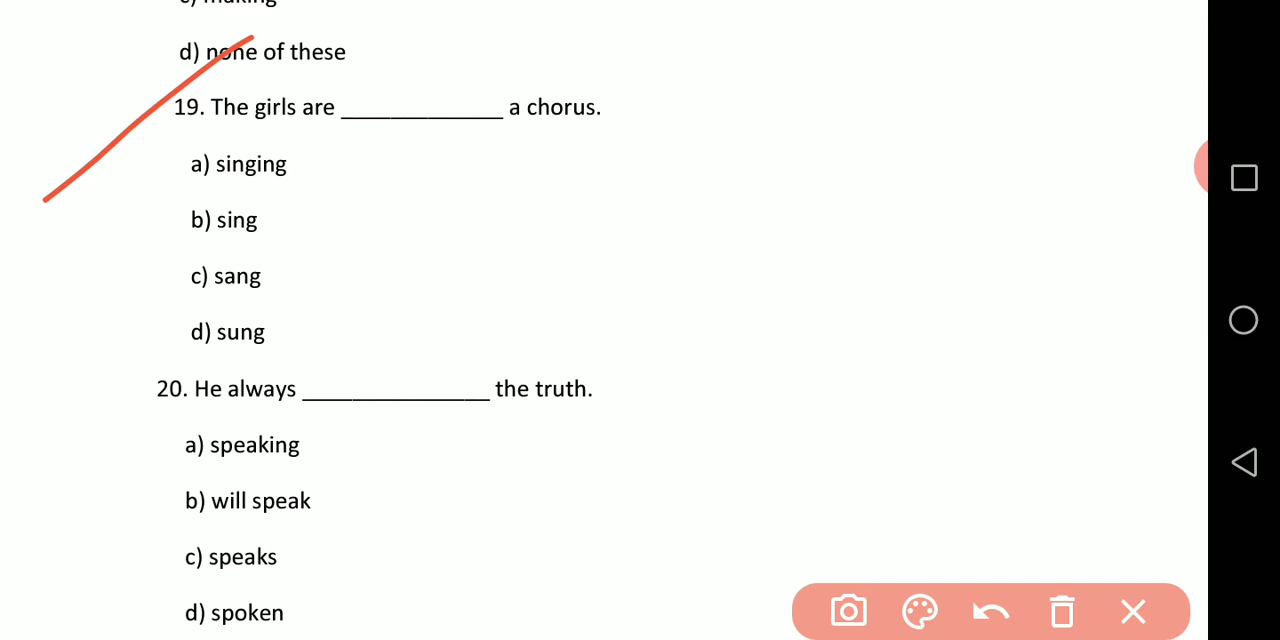 d) none of these
19. The girls are _____________ a chorus.
a) singing
b) sing
c) sang
d) sung
20. He always _______________ the truth.
a) speaking
b) will speak
c) speaks
d) spoken